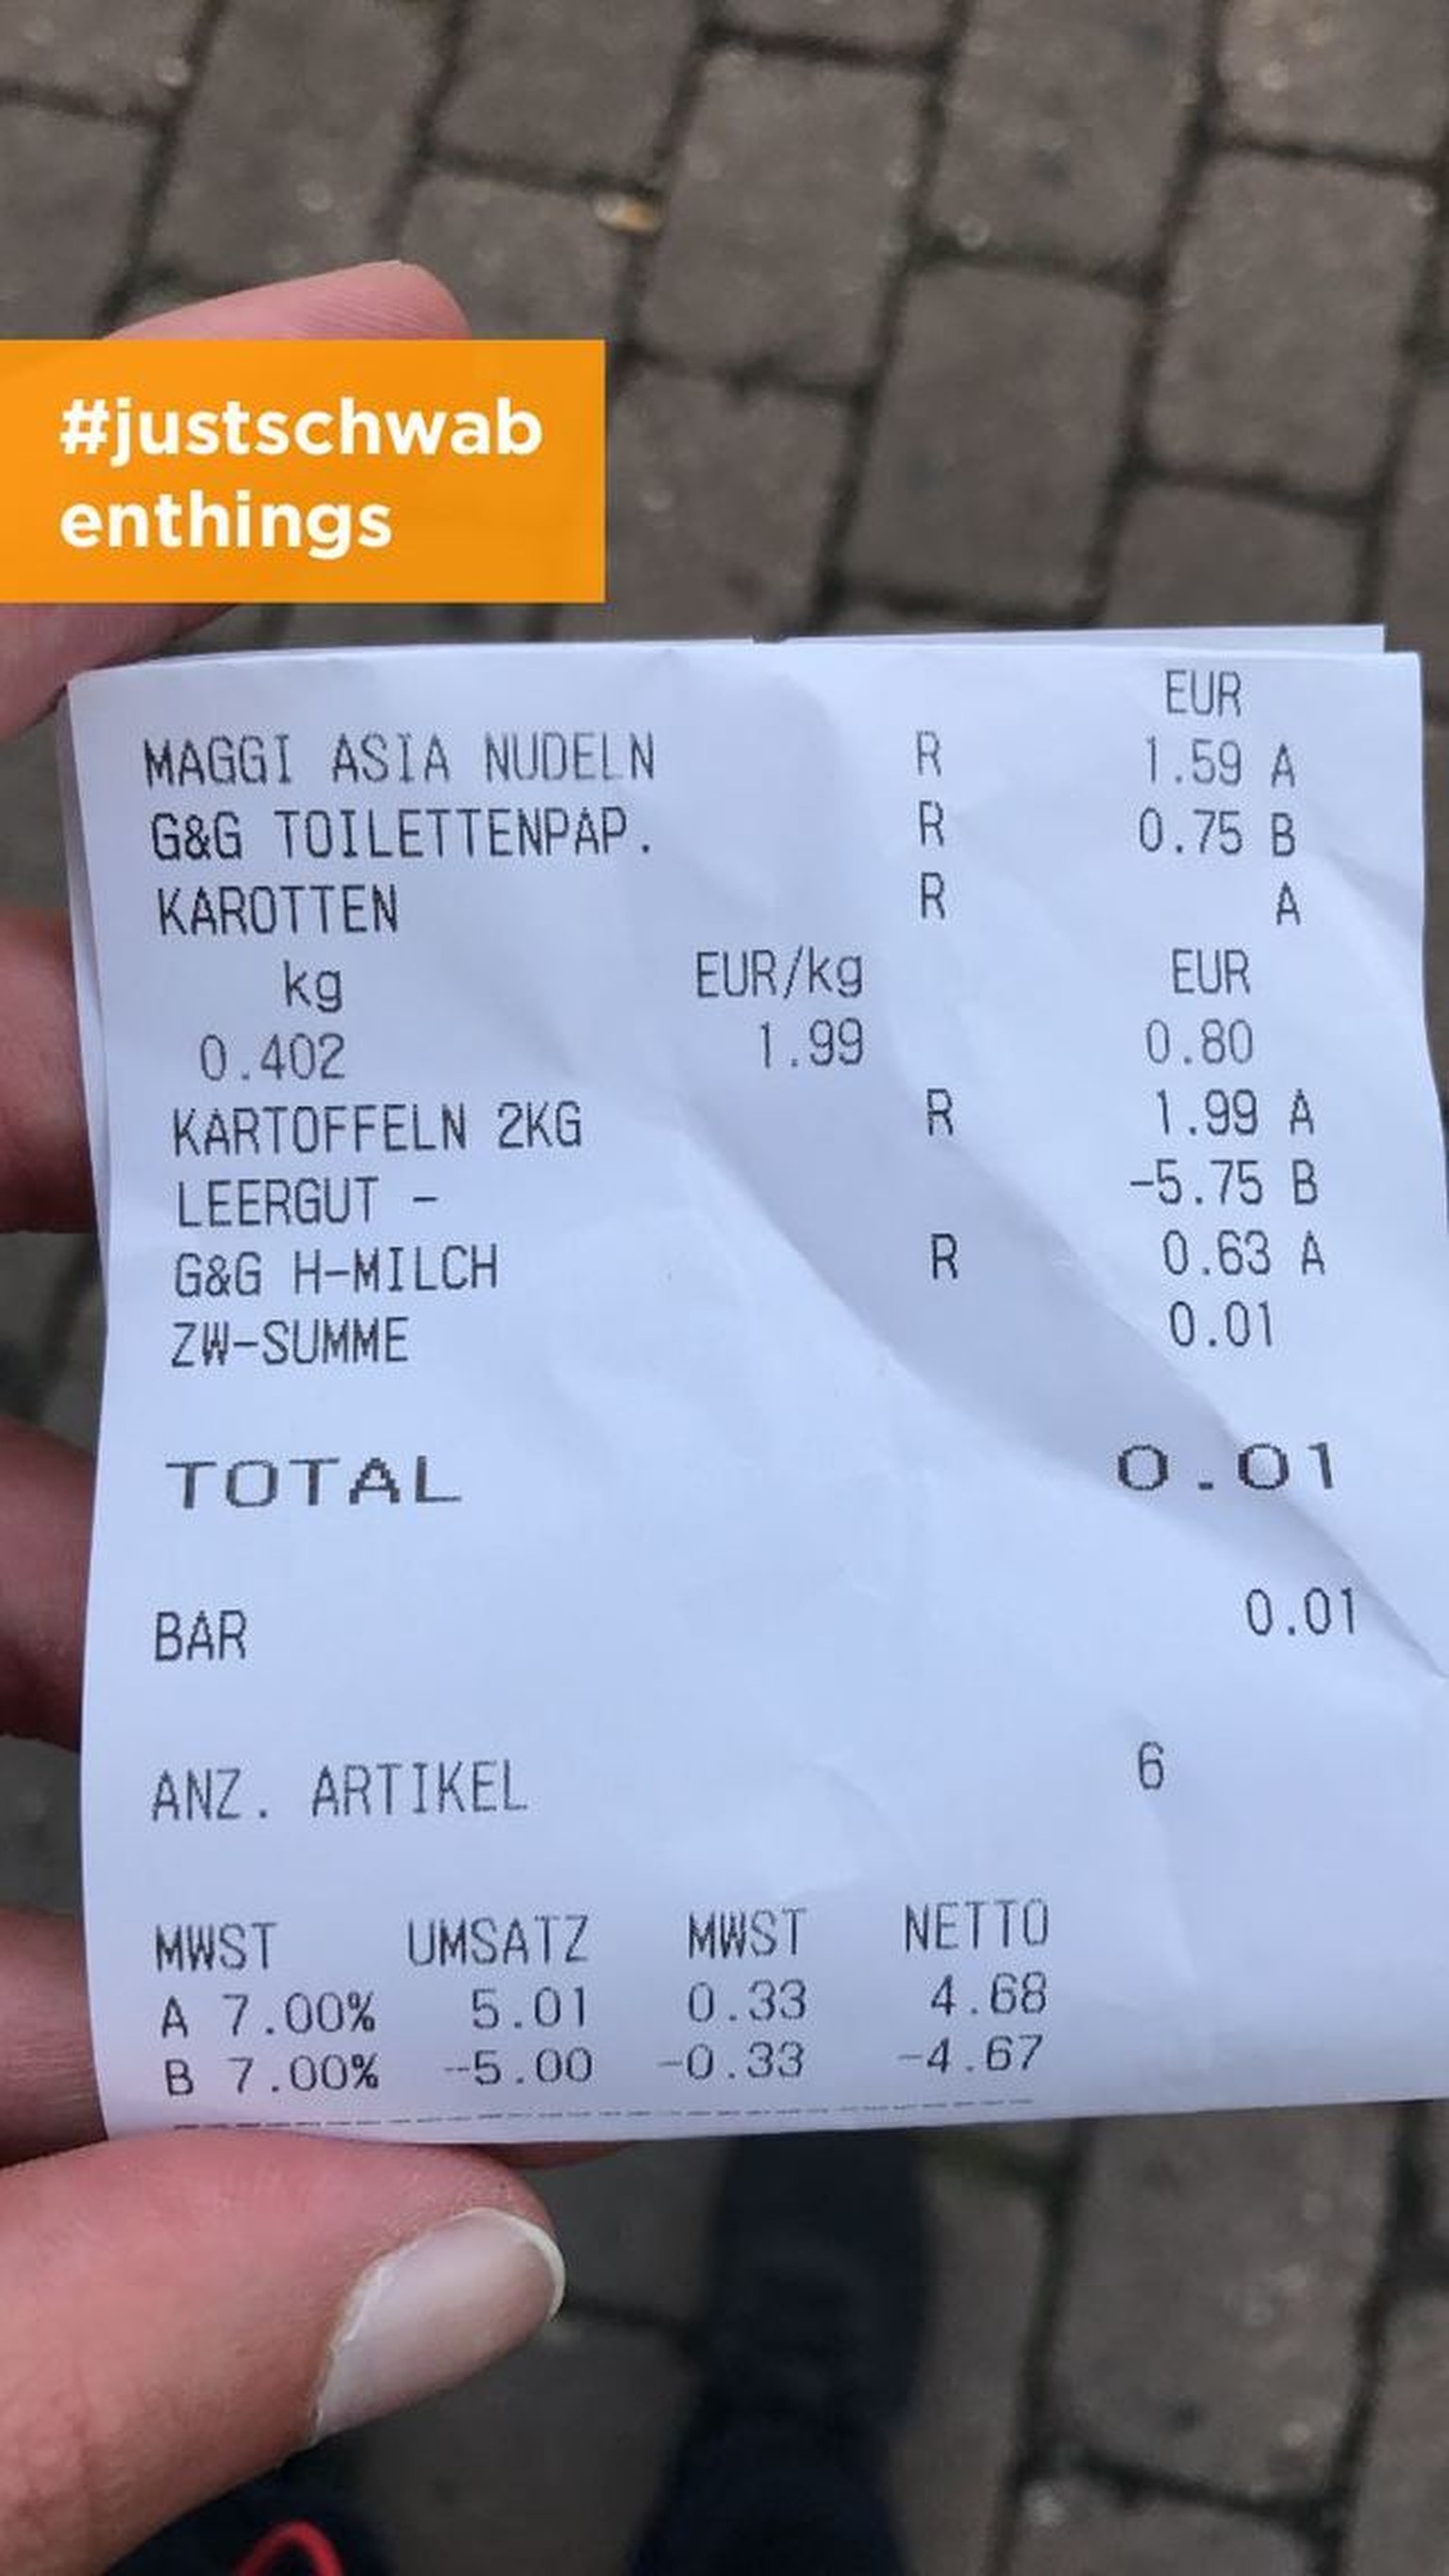 #justschwab
enthings
EUR
MAGGI ASIA NUDELN R 1.59 A
G&G TOILETTENPAP. R 0.75 B
KAROTTEN R A
kg EUR/kg EUR
0.402 1.99 0.80
KARTOFFELN 2KG R 1.99 A
LEERGUT - -5.75 B
G&G H-MILCH R 0.63 A
ZW-SUMME 0.01
TOTAL 0.01
BAR 0.01
ANZ. ARTIKEL 6
MWST UMSATZ MWST NETTO
A 7.00% 5.01 0.33 4.68
B 7.00% -5.00 -0.33 -4.67